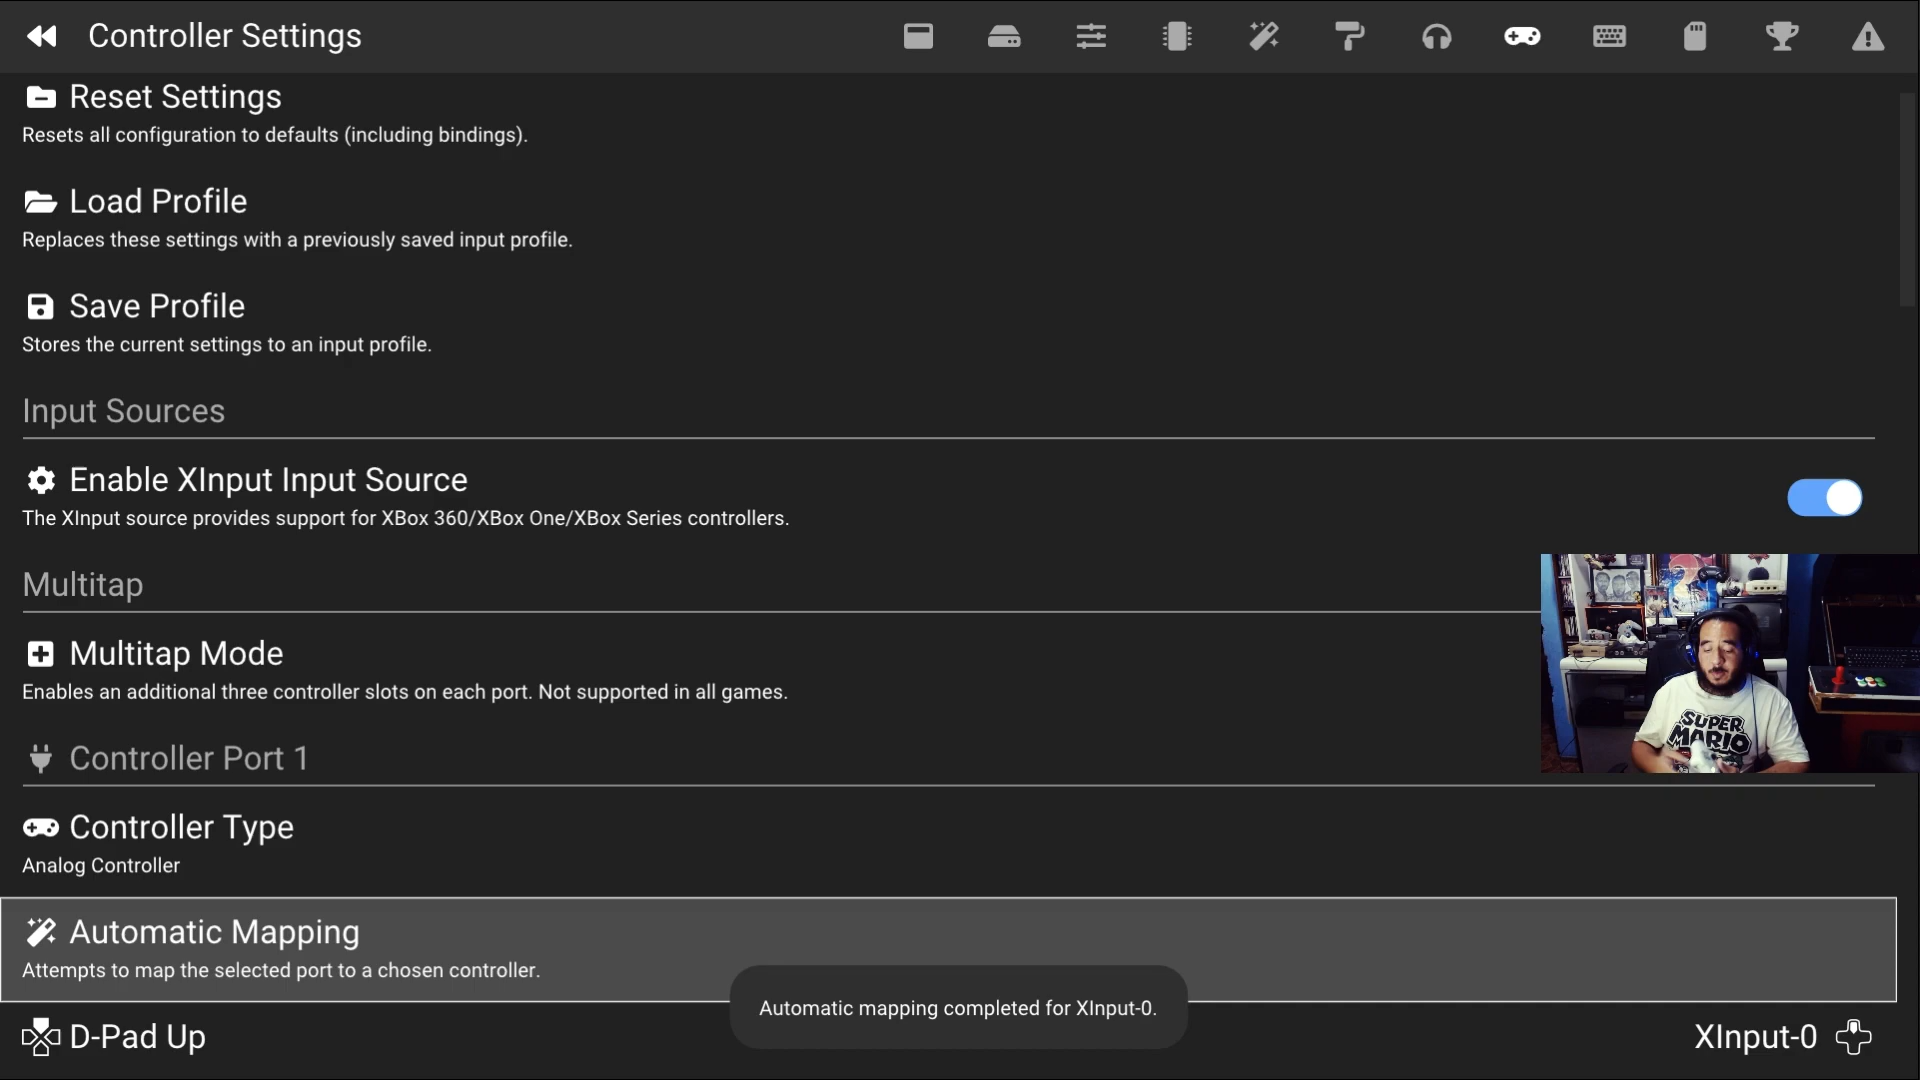 Controller Settings
Reset Settings
Resets all configuration to defaults (including bindings).
Load Profile
Replaces these settings with a previously saved input profile.
Save Profile
Stores the current settings to an input profile.
Input Sources
Enable XInput Input Source
The XInput source provides support for XBox 360/XBox One/XBox Series controllers.
Multitap
Multitap Mode
Enables an additional three controller slots on each port. Not supported in all games.
SUPER
MARIO
Controller Port 1
Controller Type
Analog Controller
Automatic Mapping
Attempts to map the selected port to a chosen controller.
Automatic mapping completed for XInput-0.
D-Pad Up
XInput-0